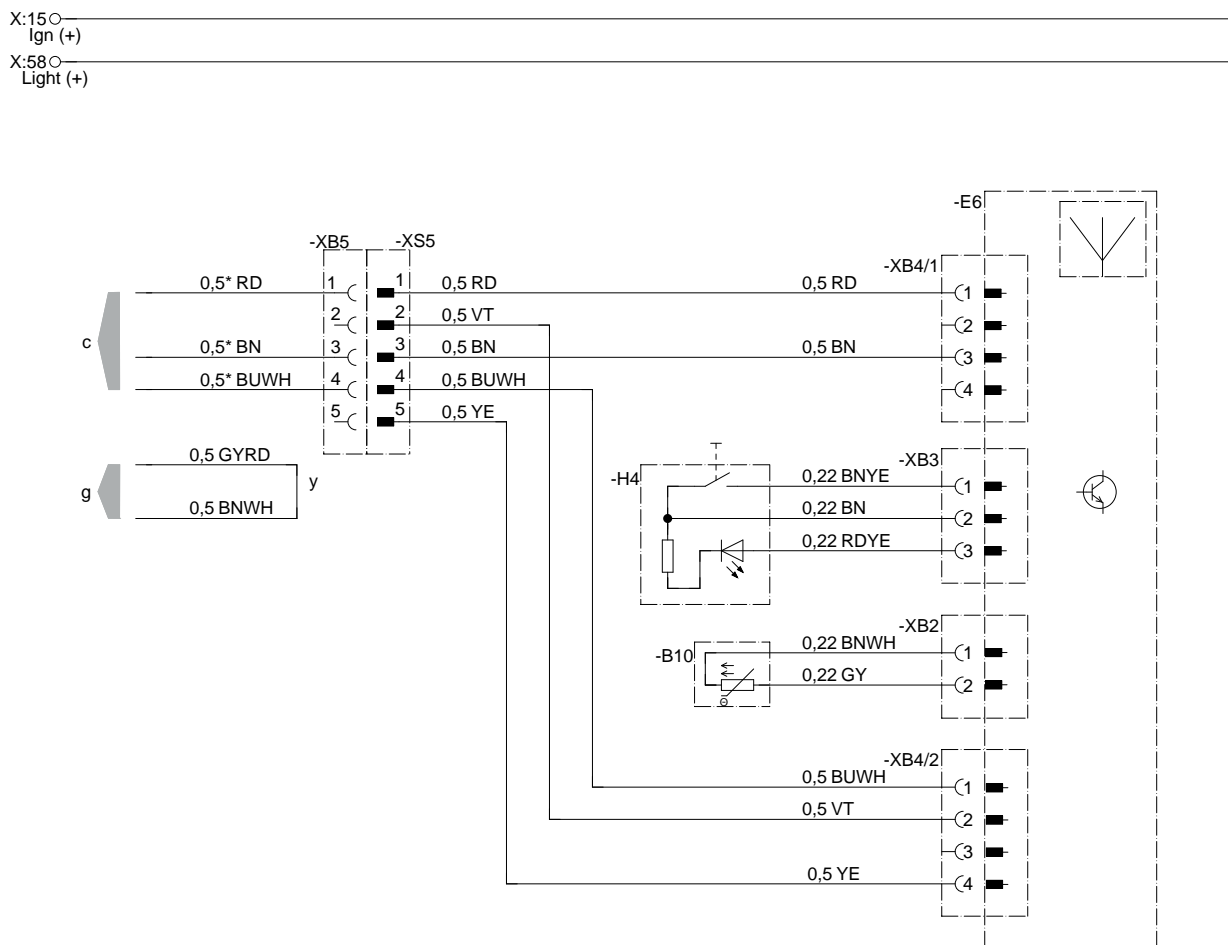 X:15
Ign (+)
X:58
Light (+)
-E6
-XB5 -XS5
-XB4/1
0,5* RD 1 1 0,5 RD 0,5 RD 1
2 2 0,5 VT 2
c 0,5* BN 3 3 0,5 BN 0,5 BN 3
0,5* BUWH 4 4 0,5 BUWH 4
5 5 0,5 YE
0,5 GYRD
g y
0,5 BNWH
-XB3
-H4 0,22 BNYE 1
0,22 BN 2
0,22 RDYE 3
-XB2
-B10 0,22 BNWH 1
0,22 GY 2
Θ
-XB4/2
0,5 BUWH 1
0,5 VT 2
3
0,5 YE 4